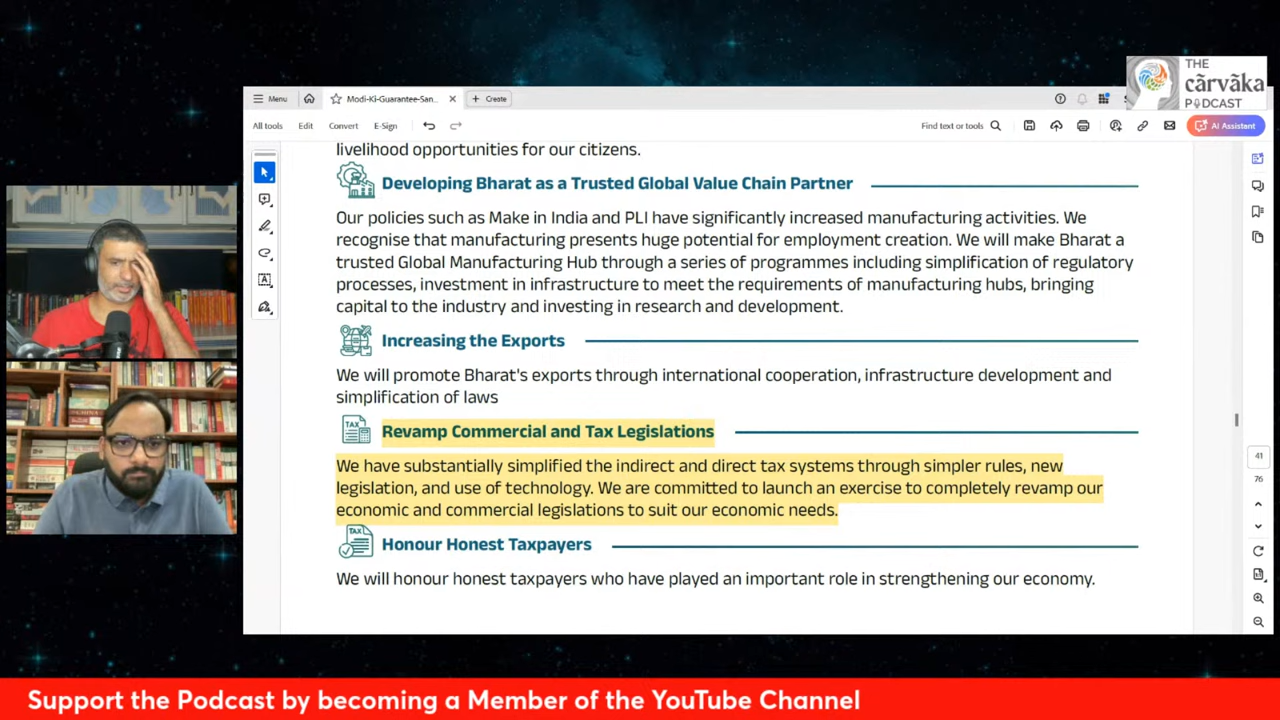 THE
cārvāka
PODCAST
Menu
Modi-Ki-Guarantee-San...
Create
All tools
Edit
Convert
E-Sign
Find text or tools
AI Assistant
livelihood opportunities for our citizens.
Developing Bharat as a Trusted Global Value Chain Partner
Our policies such as Make in India and PLI have significantly increased manufacturing activities. We
recognise that manufacturing presents huge potential for employment creation. We will make Bharat a
trusted Global Manufacturing Hub through a series of programmes including simplification of regulatory
processes, investment in infrastructure to meet the requirements of manufacturing hubs, bringing
capital to the industry and investing in research and development.
Increasing the Exports
We will promote Bharat's exports through international cooperation, infrastructure development and
simplification of laws
TAX
Revamp Commercial and Tax Legislations
We have substantially simplified the indirect and direct tax systems through simpler rules, new
legislation, and use of technology. We are committed to launch an exercise to completely revamp our
economic and commercial legislations to suit our economic needs.
TAX
Honour Honest Taxpayers
We will honour honest taxpayers who have played an important role in strengthening our economy.
41
76
Support the Podcast by becoming a Member of the YouTube Channel